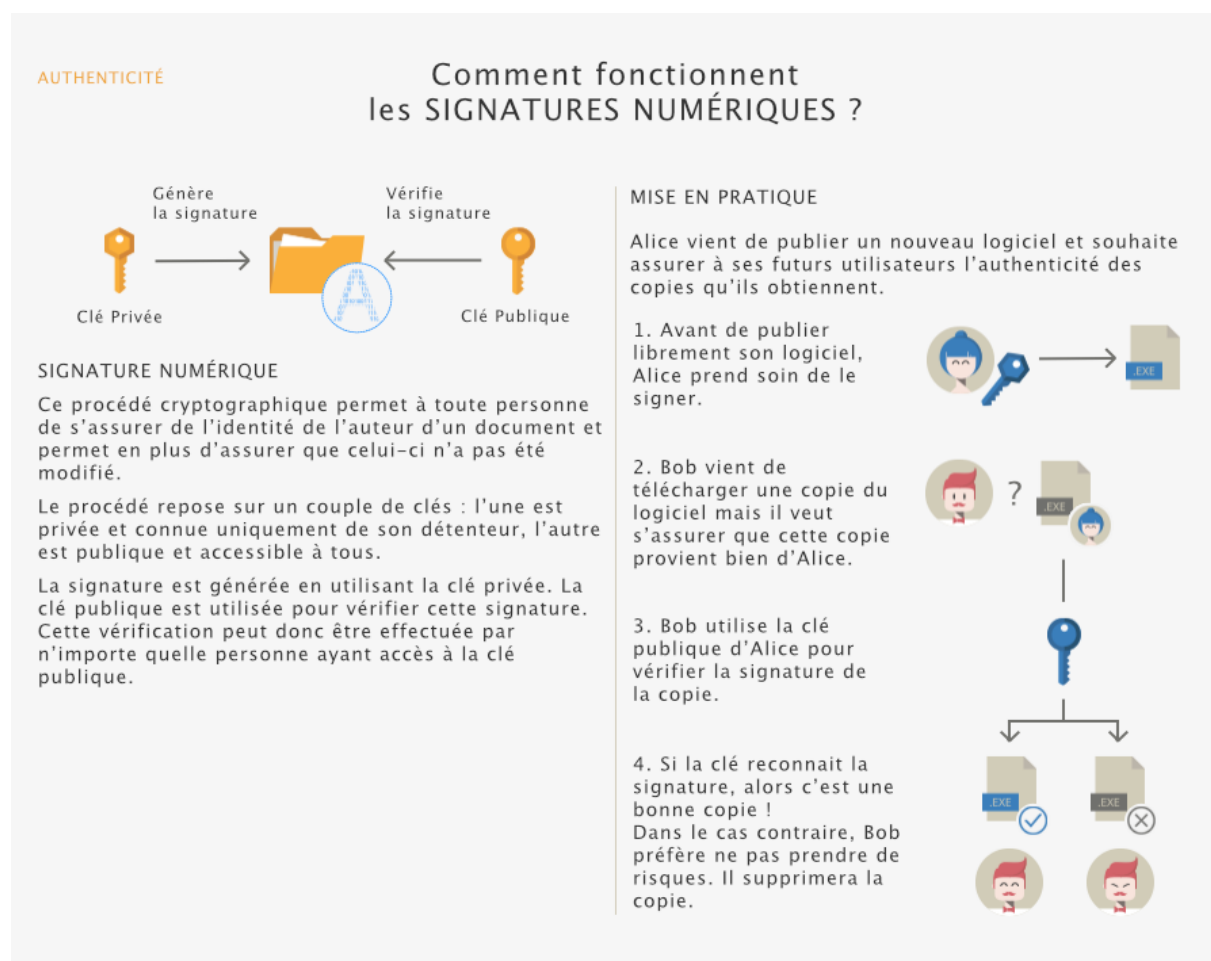 AUTHENTICITÉ
Comment fonctionnent
les SIGNATURES NUMÉRIQUES ?
Génère
la signature
Vérifie
la signature
Clé Privée
Clé Publique
SIGNATURE NUMÉRIQUE
Ce procédé cryptographique permet à toute personne
de s’assurer de l’identité de l’auteur d’un document et
permet en plus d’assurer que celui-ci n’a pas été
modifié.
Le procédé repose sur un couple de clés : l’une est
privée et connue uniquement de son détenteur, l’autre
est publique et accessible à tous.
La signature est générée en utilisant la clé privée. La
clé publique est utilisée pour vérifier cette signature.
Cette vérification peut donc être effectuée par
n’importe quelle personne ayant accès à la clé
publique.
MISE EN PRATIQUE
Alice vient de publier un nouveau logiciel et souhaite
assurer à ses futurs utilisateurs l’authenticité des
copies qu’ils obtiennent.
1. Avant de publier
librement son logiciel,
Alice prend soin de le
signer.
.EXE
2. Bob vient de
télécharger une copie du
logiciel mais il veut
s’assurer que cette copie
provient bien d’Alice.
?
.EXE
3. Bob utilise la clé
publique d’Alice pour
vérifier la signature de
la copie.
4. Si la clé reconnait la
signature, alors c’est une
bonne copie !
Dans le cas contraire, Bob
préfère ne pas prendre de
risques. Il supprimera la
copie.
.EXE
.EXE